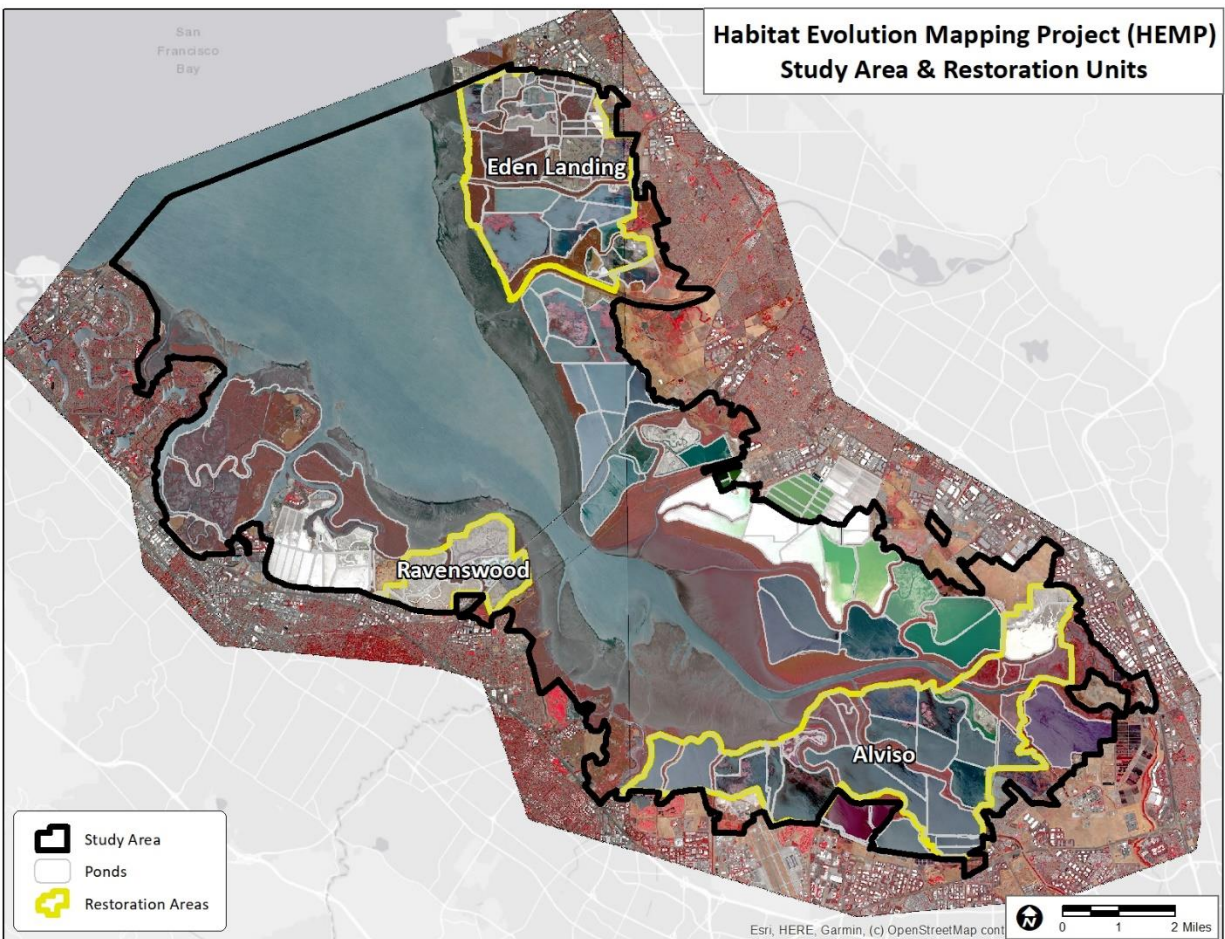 Habitat Evolution Mapping Project (HEMP)
Study Area & Restoration Units
San
Francisco
Bay
Eden Landing
Ravenswood
Alviso
Study Area
Ponds
Restoration Areas
0 1 2 Miles
Esri, HERE, Garmin, (c) OpenStreetMap cont